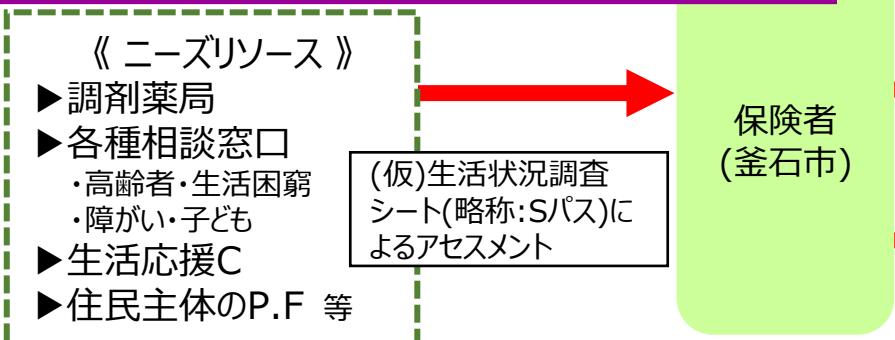 《 ニーズリソース 》
▶調剤薬局
▶各種相談窓口
・高齢者・生活困窮
・障がい・子ども
▶生活応援C
▶住民主体のP.F 等
(仮)生活状況調査
シート(略称:Sパス)に
よるアセスメント
保険者
(釜石市)